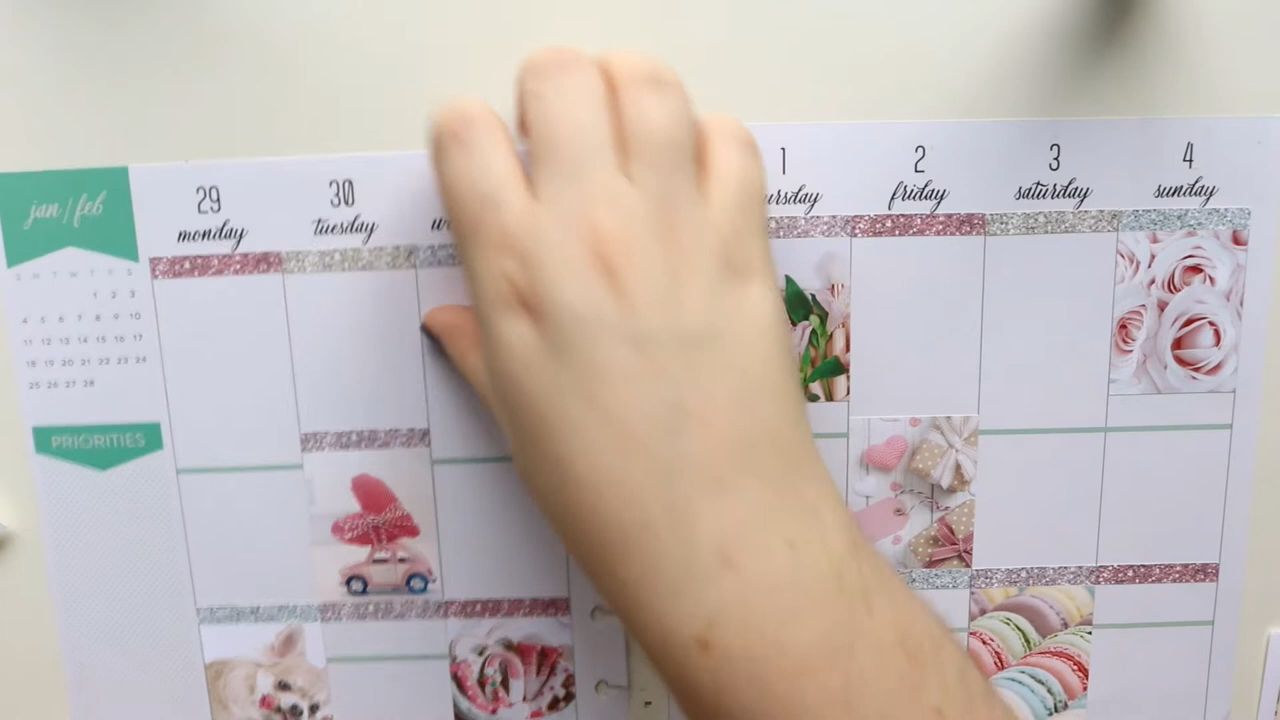 jan/feb
29
monday
30
tuesday
1
2
friday
3
saturday
4
sunday
S M T W T F S
1 2 3
4 5 6 7 8 9 10
11 12 13 14 15 16 17
18 19 20 21 22 23 24
25 26 27 28
PRIORITIES